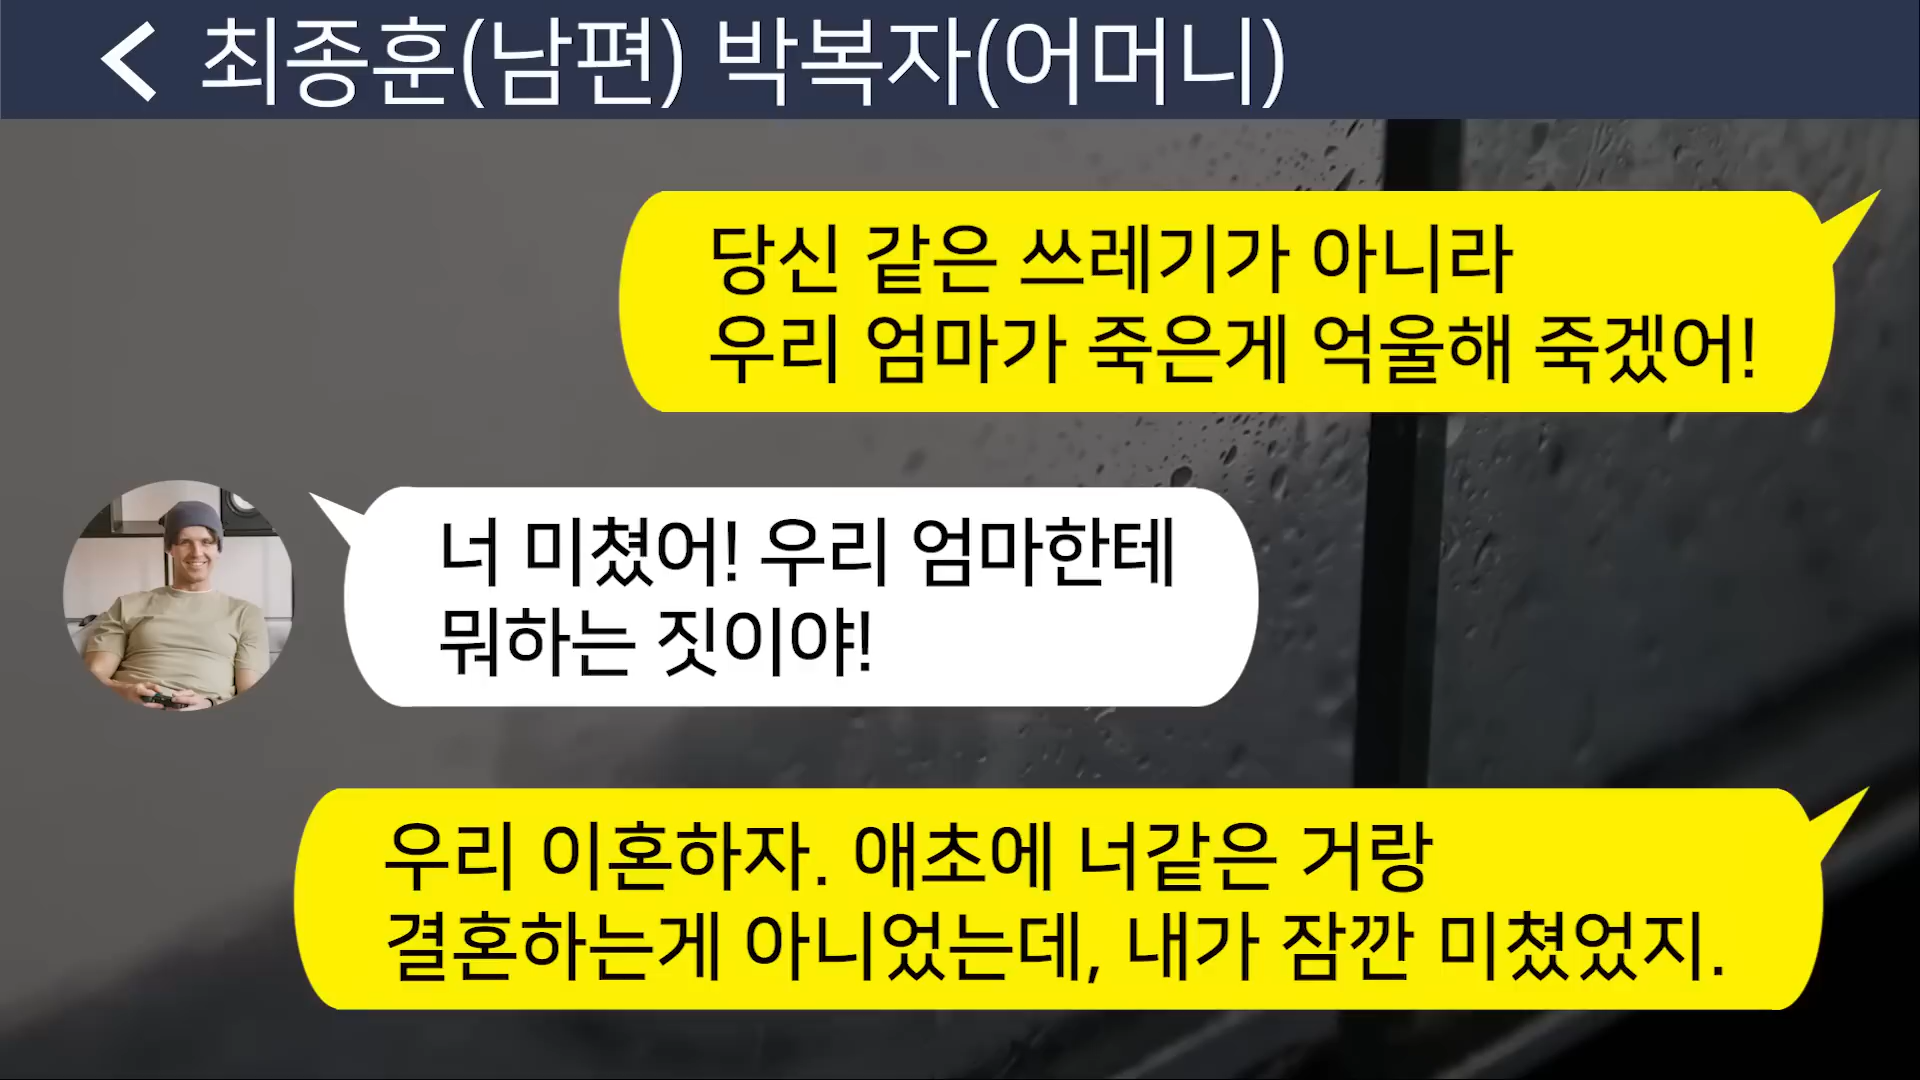 최종훈(남편) 박복자(어머니)
당신 같은 쓰레기가 아니라
우리 엄마가 죽은게 억울해 죽겠어!
너 미쳤어! 우리 엄마한테
뭐하는 짓이야!
우리 이혼하자. 애초에 너같은 거랑
결혼하는게 아니었는데, 내가 잠깐 미쳤었지.